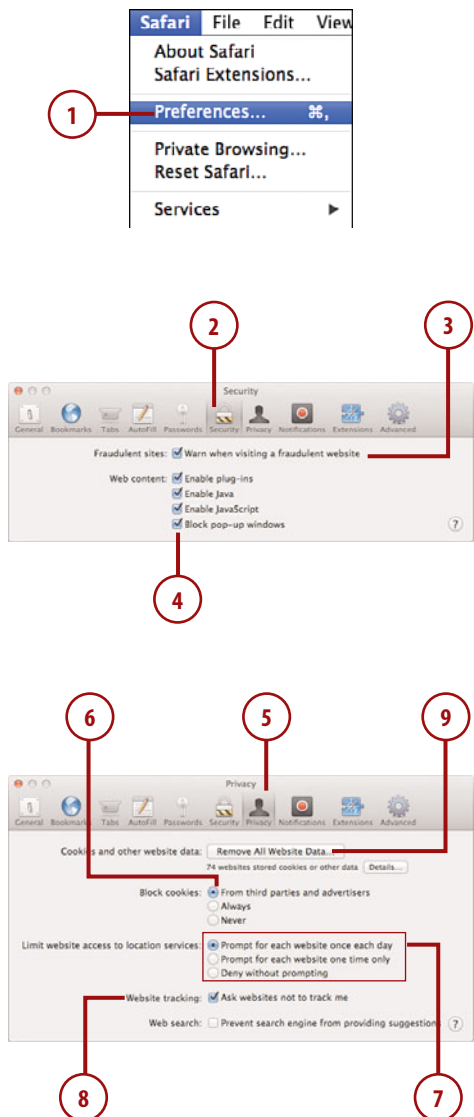 Safari File Edit View
About Safari
Safari Extensions...
1
Preferences... ⌘,
Private Browsing...
Reset Safari...
Services ▶
2 3
Security
General Bookmarks Tabs AutoFill Passwords Security Privacy Notifications Extensions Advanced
Fraudulent sites: Warn when visiting a fraudulent website
Web content: Enable plug-ins
Enable Java
Enable JavaScript
Block pop-up windows ?
4
6 5 9
Privacy
General Bookmarks Tabs AutoFill Passwords Security Privacy Notifications Extensions Advanced
Cookies and other website data: Remove All Website Data...
74 websites stored cookies or other data Details...
Block cookies: From third parties and advertisers
Always
Never
Limit website access to location services: Prompt for each website once each day
Prompt for each website one time only
Deny without prompting
Website tracking: Ask websites not to track me
Web search: Prevent search engine from providing suggestions ?
8 7